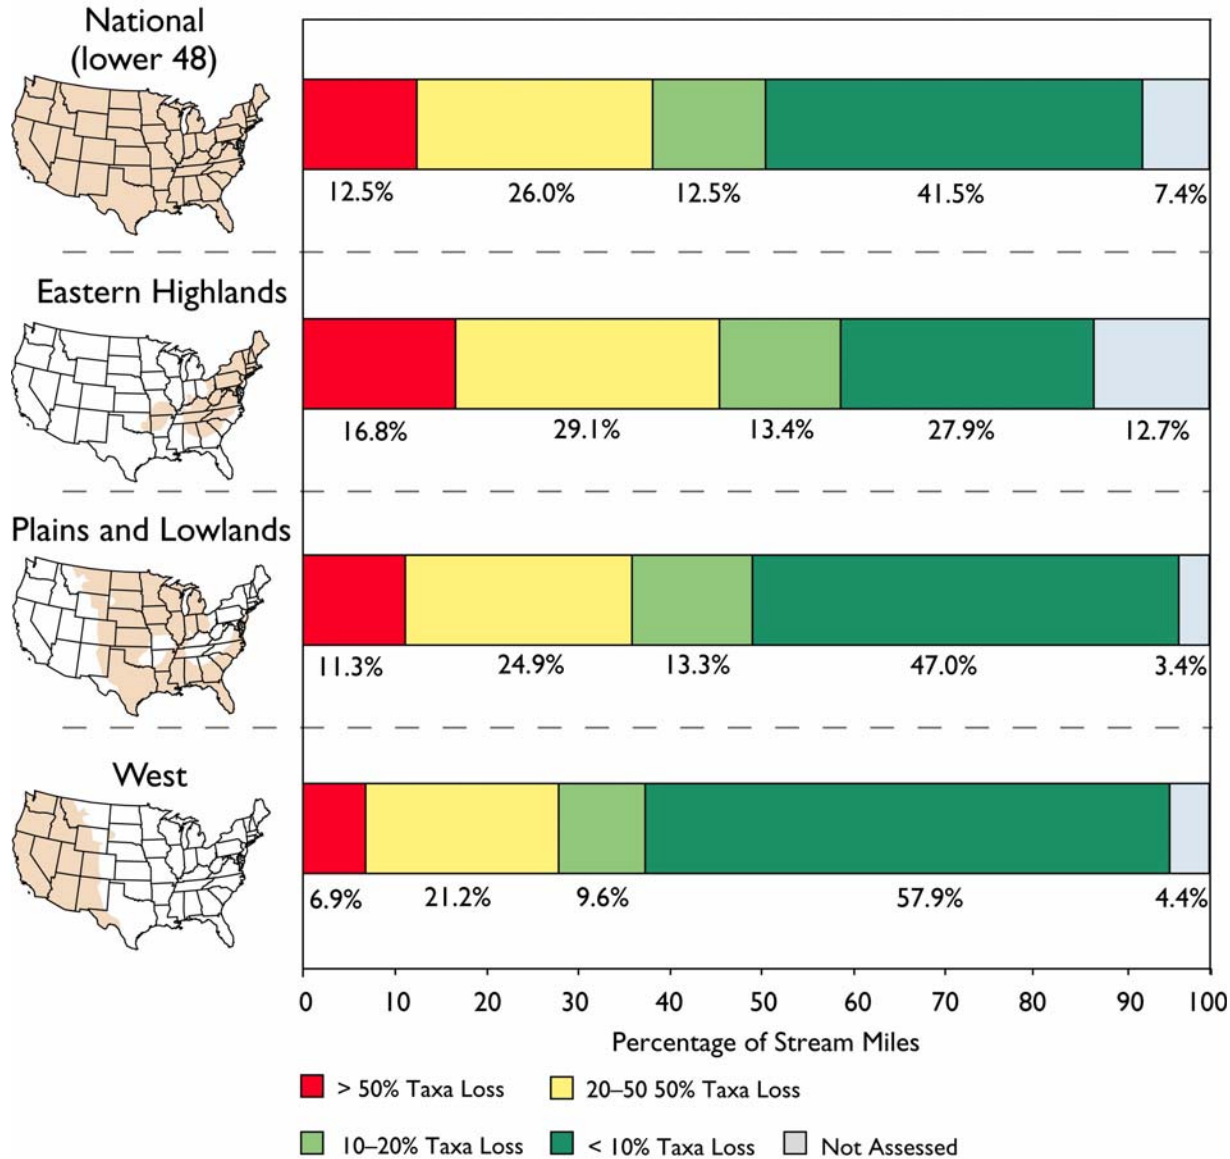 National
(lower 48)
12.5% 26.0% 12.5% 41.5% 7.4%
Eastern Highlands
16.8% 29.1% 13.4% 27.9% 12.7%
Plains and Lowlands
11.3% 24.9% 13.3% 47.0% 3.4%
West
6.9% 21.2% 9.6% 57.9% 4.4%
0 10 20 30 40 50 60 70 80 90 100
Percentage of Stream Miles
> 50% Taxa Loss 20–50 50% Taxa Loss
10–20% Taxa Loss < 10% Taxa Loss Not Assessed